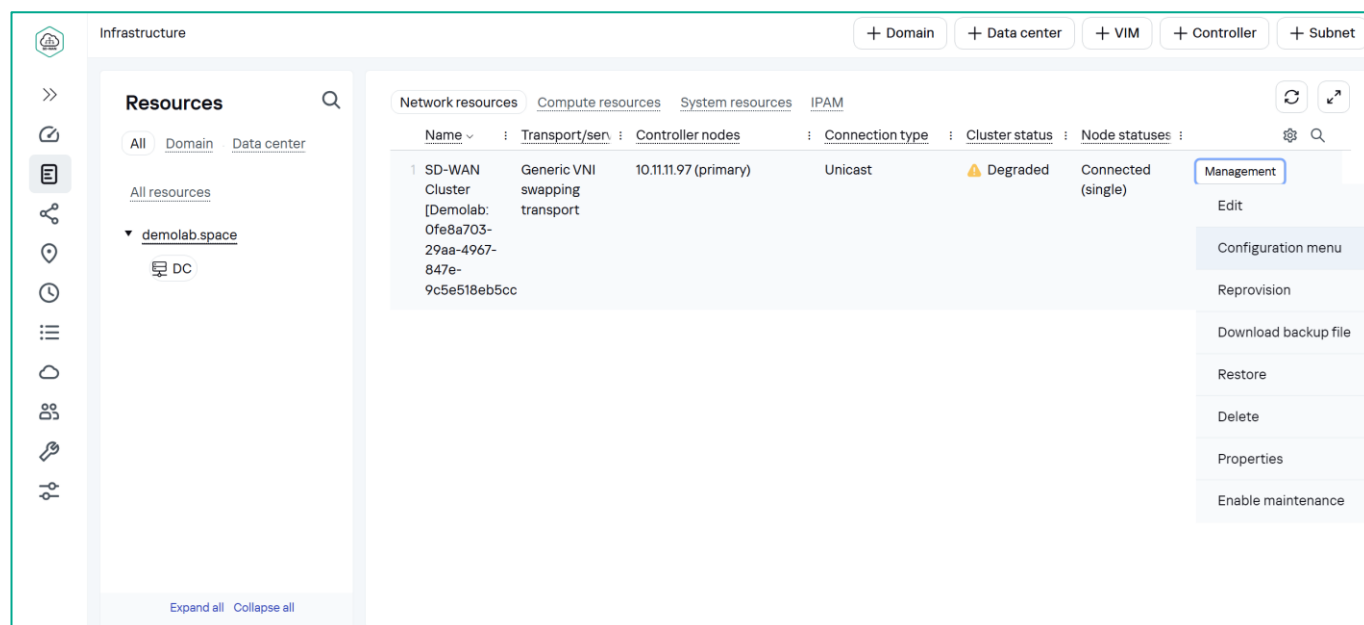 Infrastructure
+ Domain
+ Data center
+ VIM
+ Controller
+ Subnet
Resources
All
Domain
Data center
All resources
demolab.space
DC
Expand all
Collapse all
Network resources
Compute resources
System resources
IPAM
Name
Transport/serv
Controller nodes
Connection type
Cluster status
Node statuses
1
SD-WAN
Cluster
[Demolab:
0fe8a703-
29aa-4967-
847e-
9c5e518eb5cc
Generic VNI
swapping
transport
10.11.11.97 (primary)
Unicast
Degraded
Connected
(single)
Management
Edit
Configuration menu
Reprovision
Download backup file
Restore
Delete
Properties
Enable maintenance